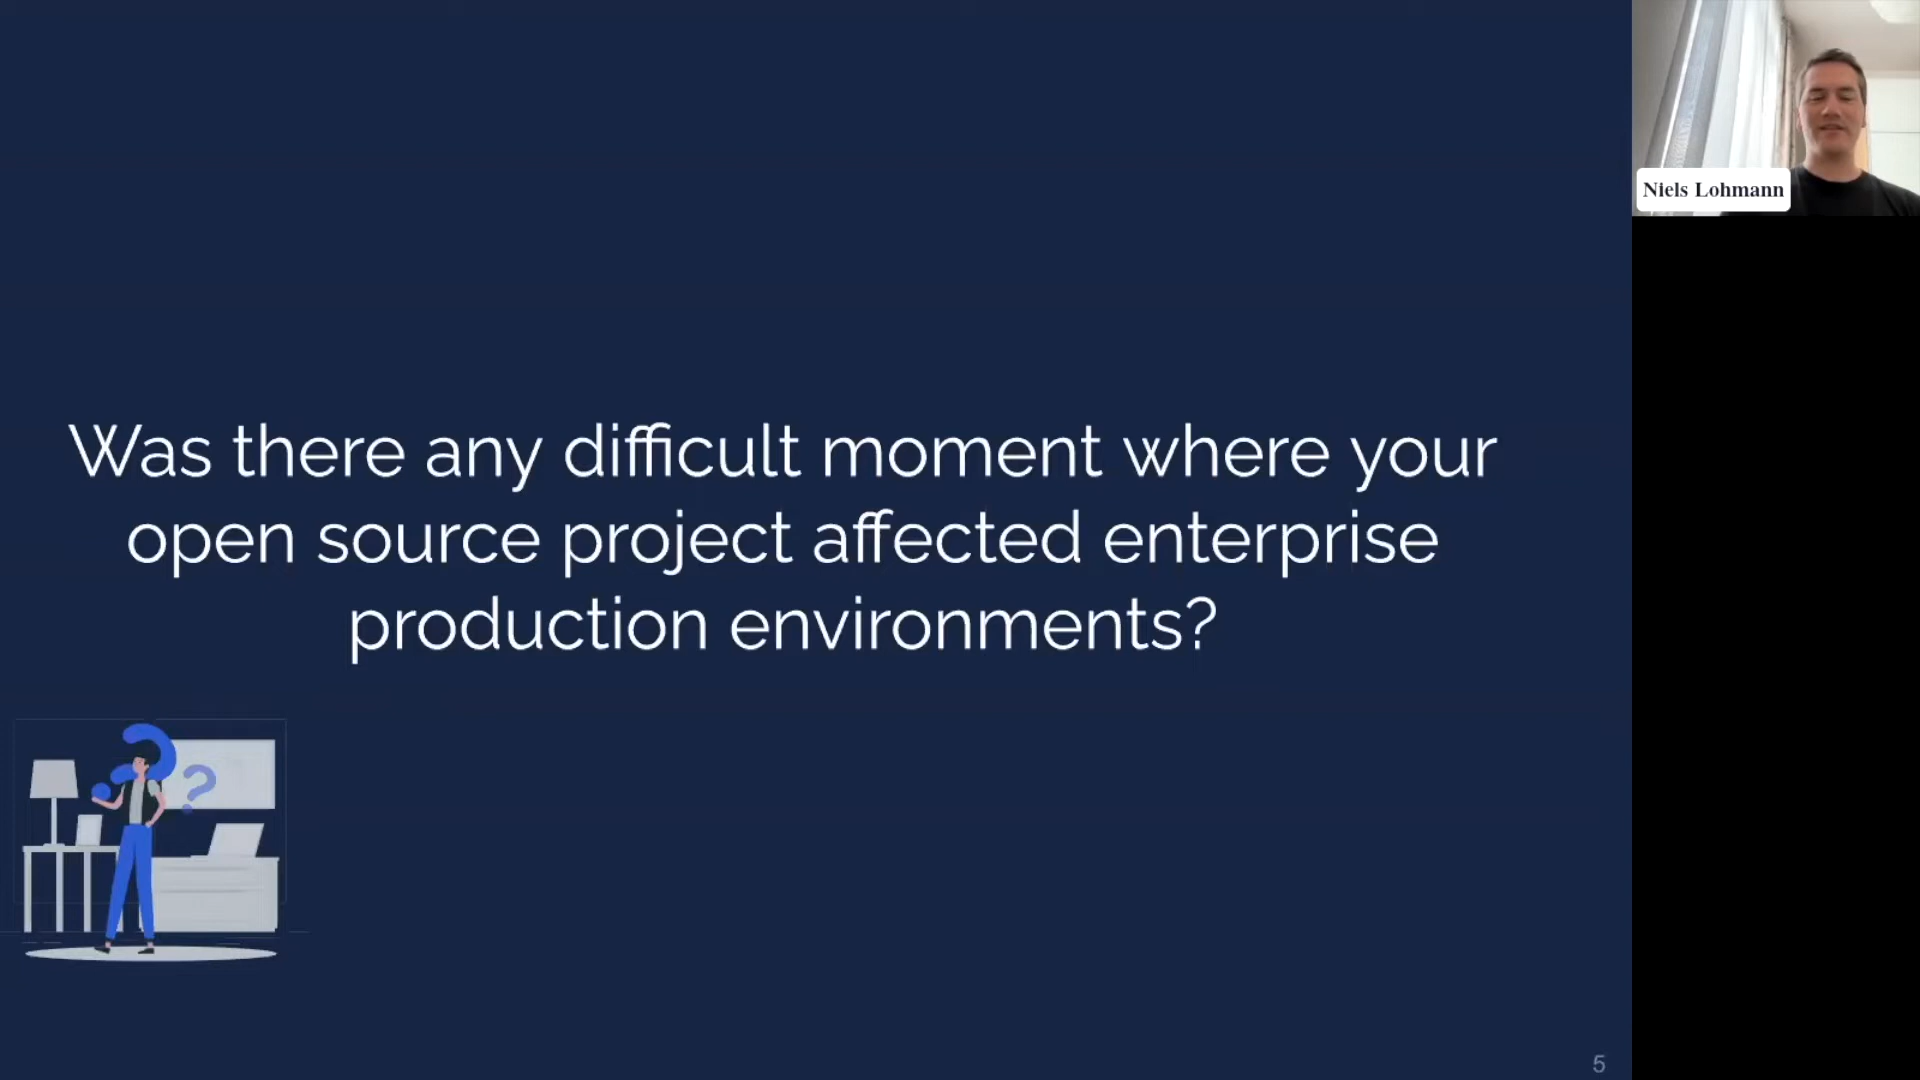 Niels Lohmann
Was there any difficult moment where your
open source project affected enterprise
production environments?
5